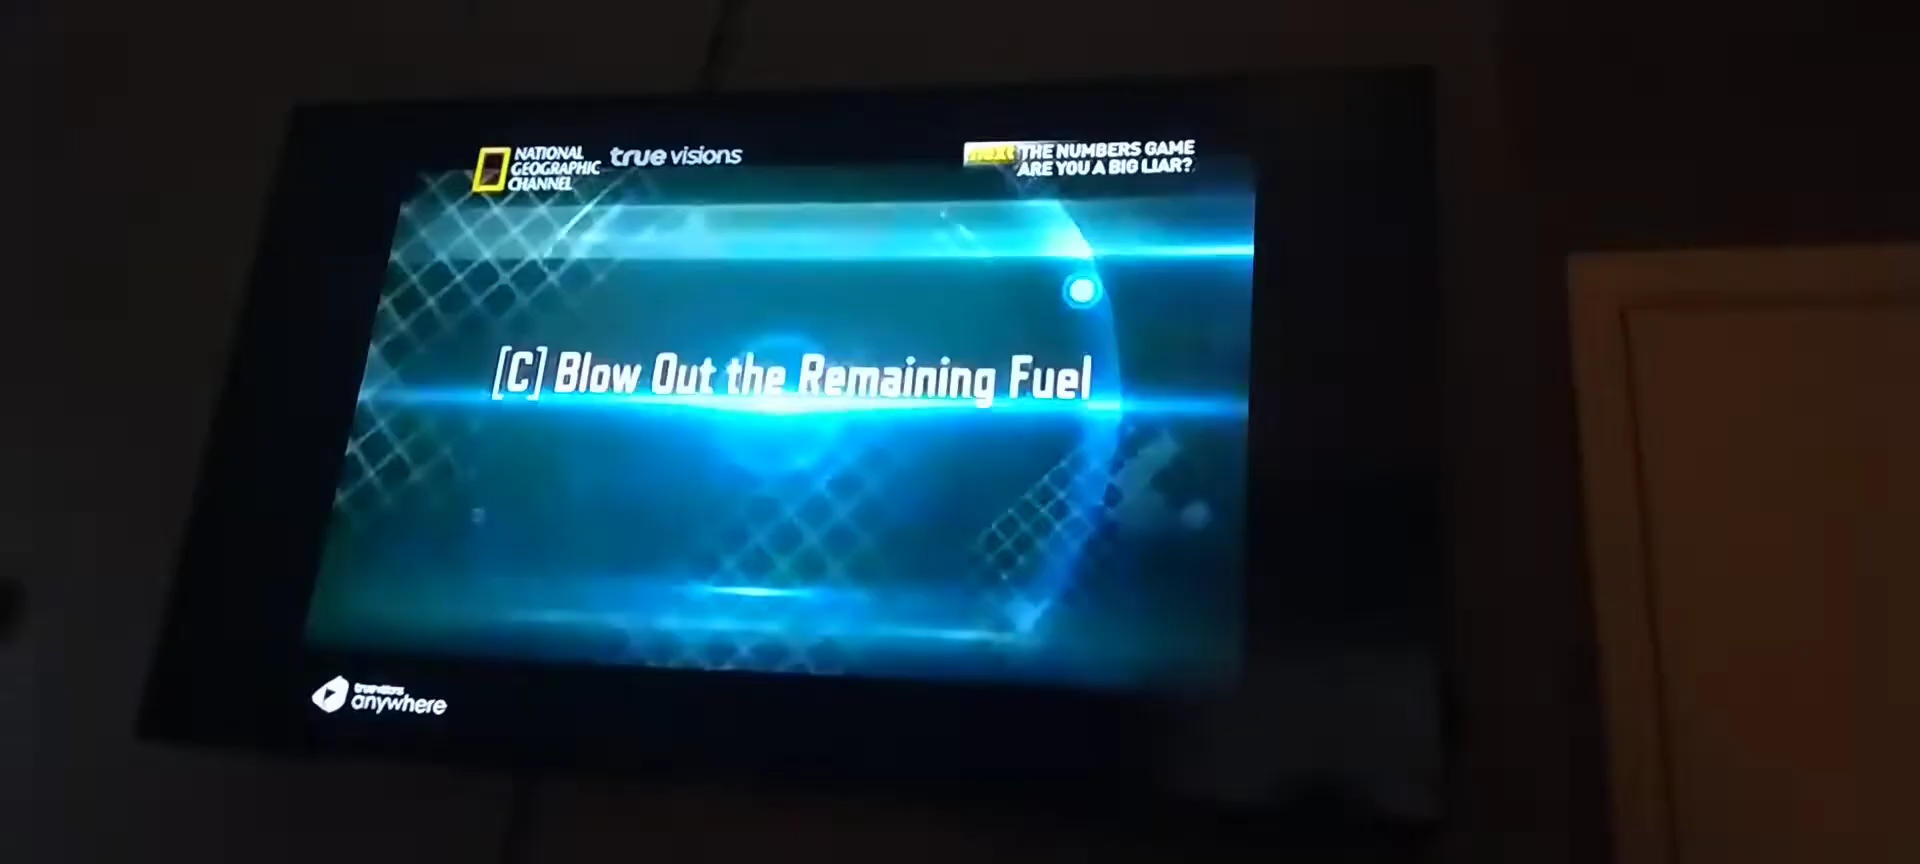 NATIONAL
GEOGRAPHIC
CHANNEL
true visions
next THE NUMBERS GAME
ARE YOU A BIG LIAR?
[C] Blow Out the Remaining Fuel
truevisions
anywhere